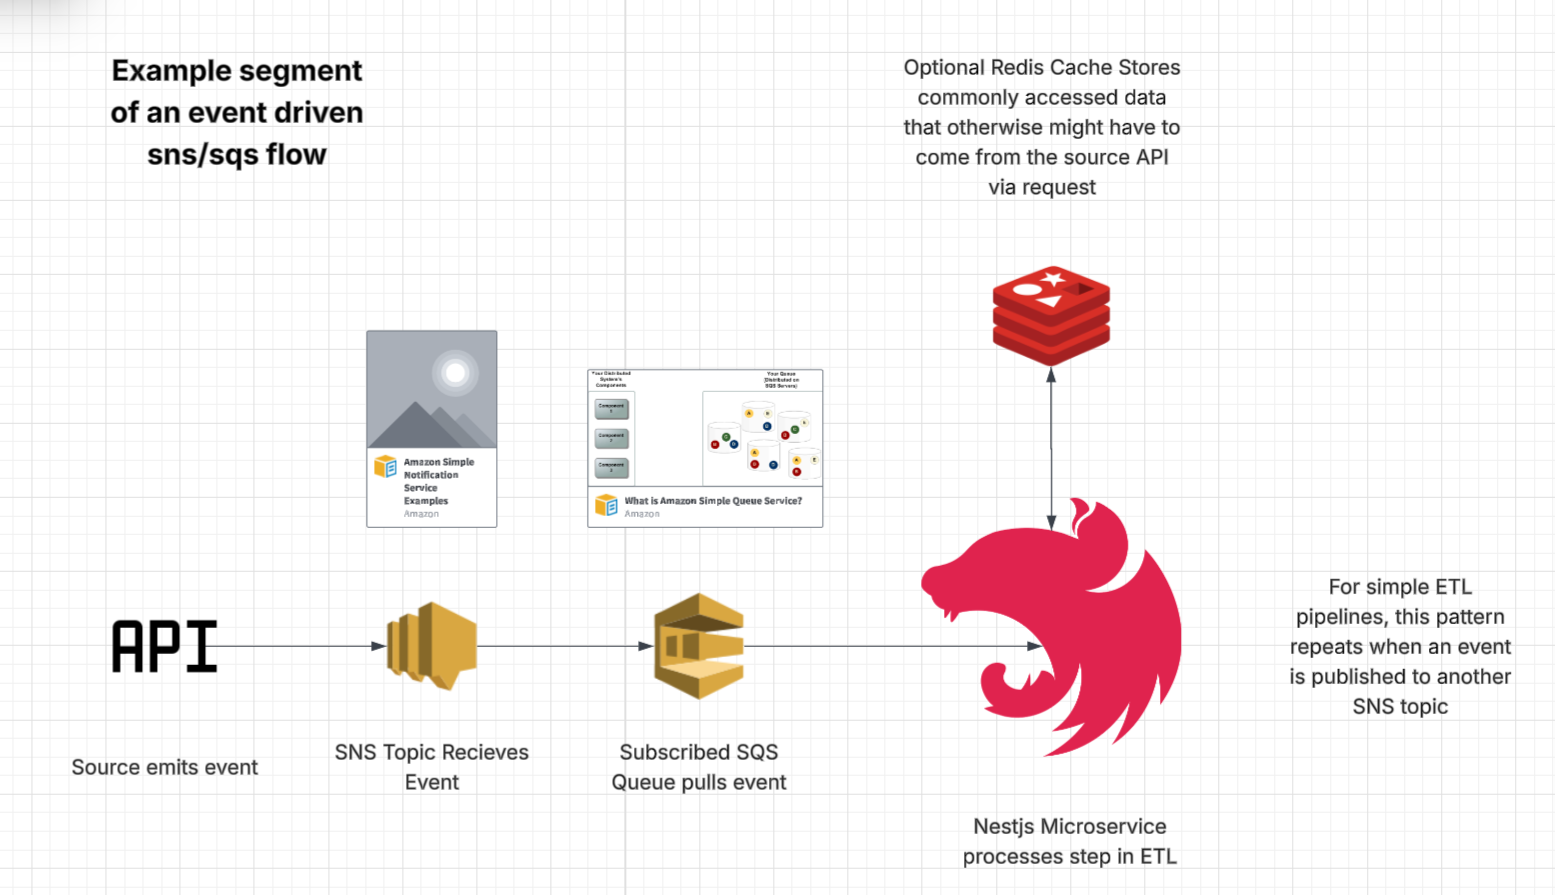 Example segment
of an event driven
sns/sqs flow
Optional Redis Cache Stores
commonly accessed data
that otherwise might have to
come from the source API
via request
Amazon Simple
Notification
Service
Examples
Amazon
Your Distributed
System's
Components
Your Queue
(Distributed on
SQS Servers)
Component
1
Component
2
Component
3
What is Amazon Simple Queue Service?
Amazon
API
Source emits event
SNS Topic Recieves
Event
Subscribed SQS
Queue pulls event
Nestjs Microservice
processes step in ETL
For simple ETL
pipelines, this pattern
repeats when an event
is published to another
SNS topic